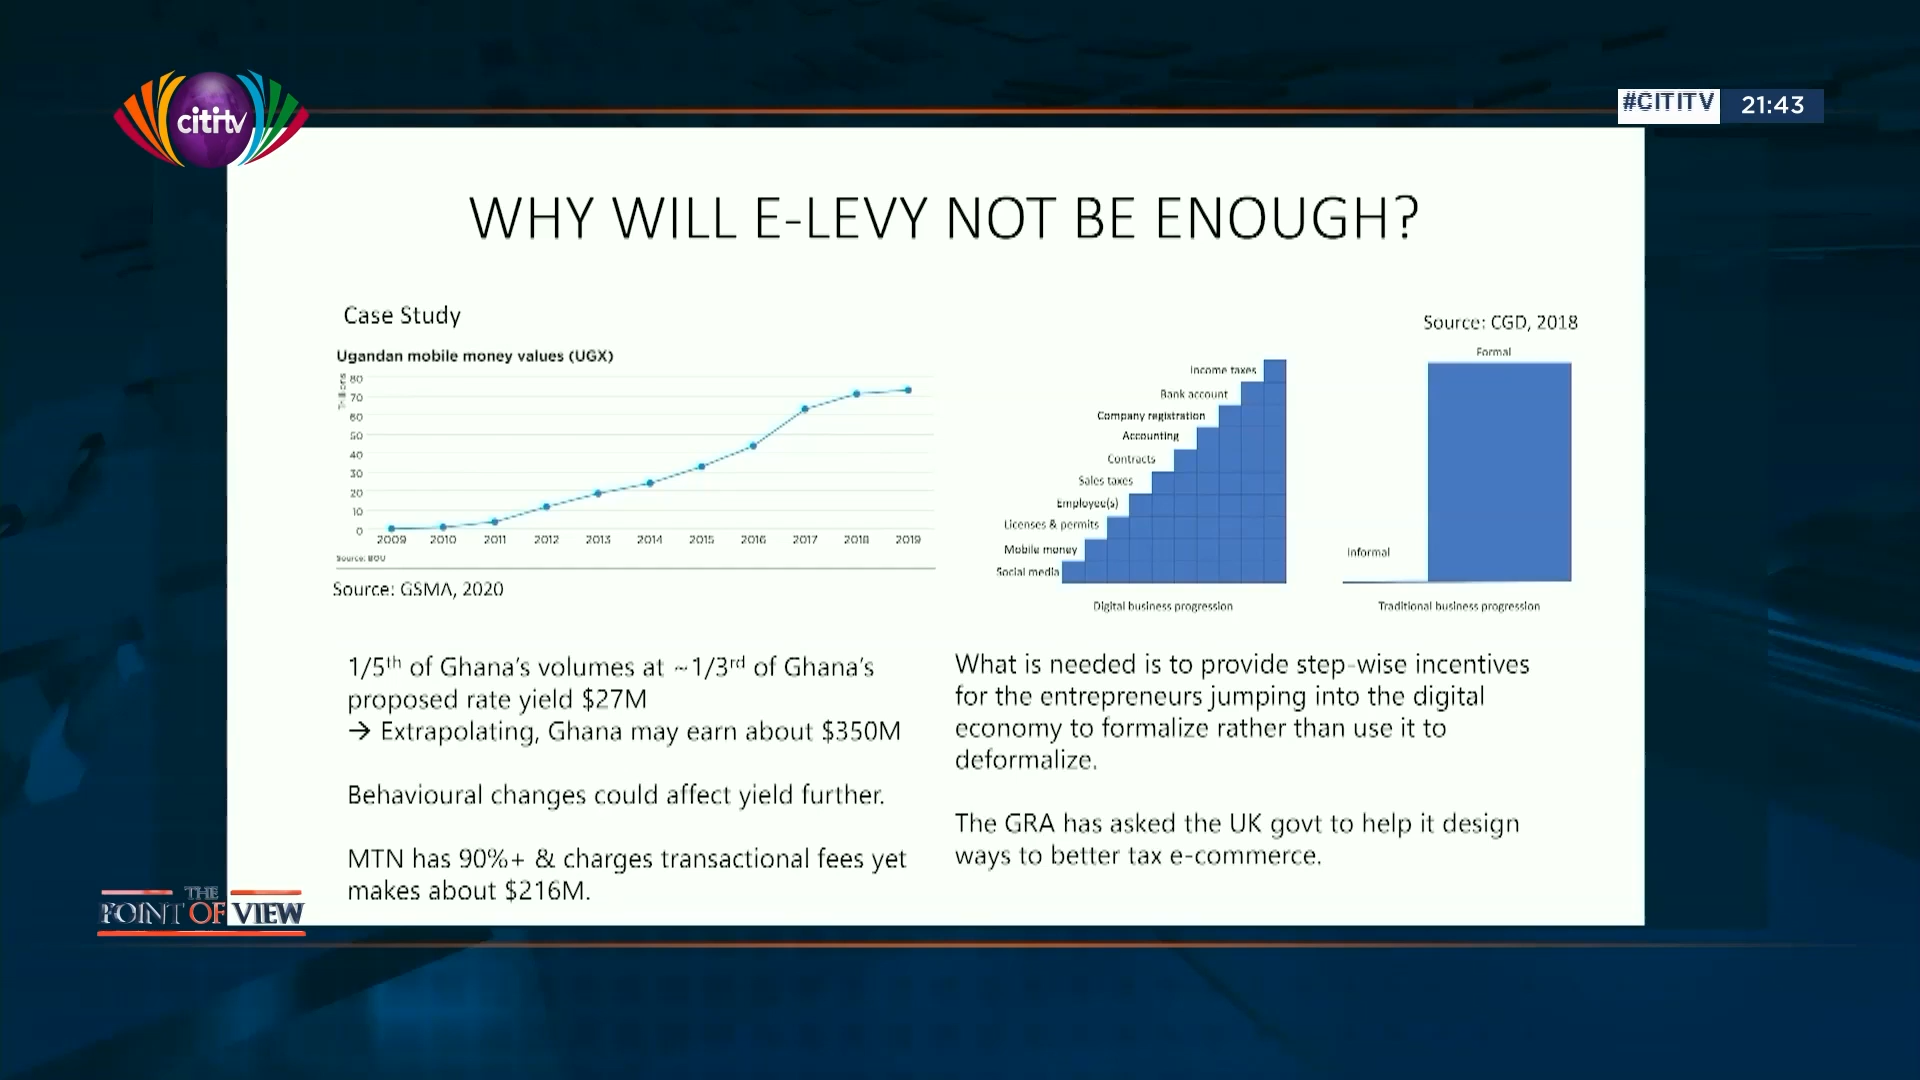 cititv
#CITITV 21:43
WHY WILL E-LEVY NOT BE ENOUGH?
Case Study
Ugandan mobile money values (UGX)
Trillions
80
70
60
50
40
30
20
10
0
2009 2010 2011 2012 2013 2014 2015 2016 2017 2018 2019
Source: BOU
Source: GSMA, 2020
1/5th of Ghana's volumes at ~1/3rd of Ghana's
proposed rate yield $27M
→ Extrapolating, Ghana may earn about $350M
Behavioural changes could affect yield further.
MTN has 90%+ & charges transactional fees yet
makes about $216M.
Source: CGD, 2018
Income taxes
Bank account
Company registration
Accounting
Contracts
Sales taxes
Employee(s)
Licenses & permits
Mobile money
Social media
Digital business progression
Formal
Informal
Traditional business progression
What is needed is to provide step-wise incentives
for the entrepreneurs jumping into the digital
economy to formalize rather than use it to
deformalize.
The GRA has asked the UK govt to help it design
ways to better tax e-commerce.
THE
POINT OF VIEW